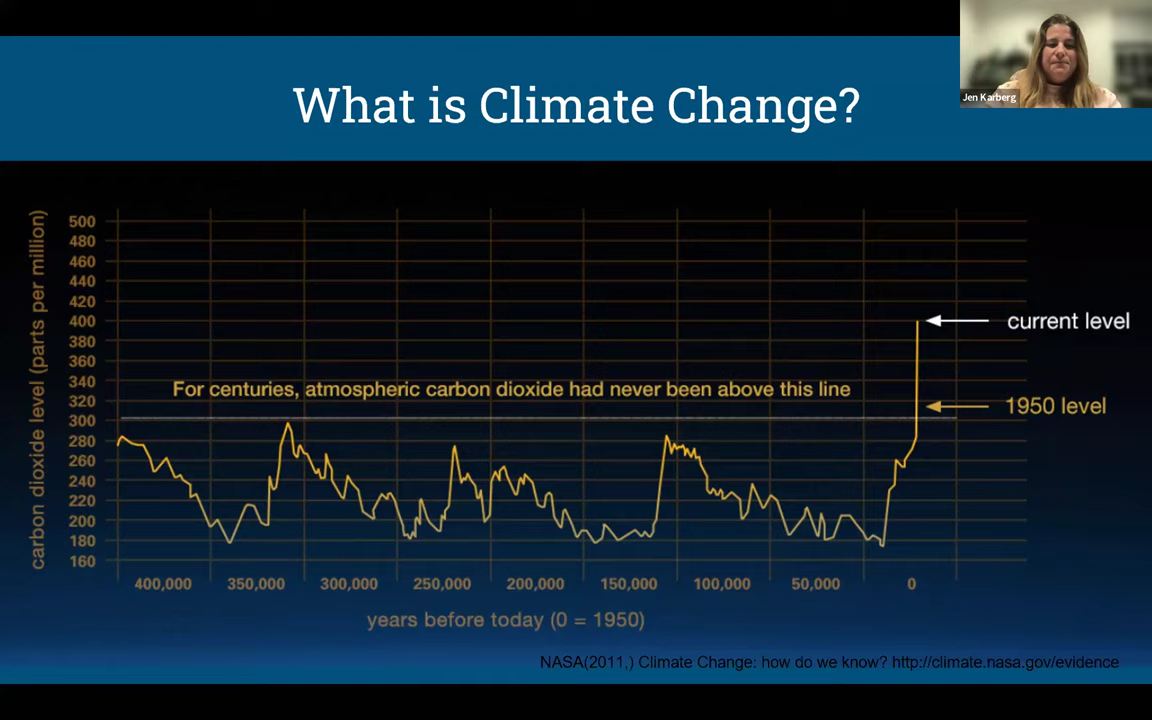 Jen Karberg
What is Climate Change?
carbon dioxide level (parts per million)
500
480
460
440
420
400
380
360
340
320
300
280
260
240
220
200
180
160
For centuries, atmospheric carbon dioxide had never been above this line
current level
1950 level
400,000 350,000 300,000 250,000 200,000 150,000 100,000 50,000 0
years before today (0 = 1950)
NASA(2011,) Climate Change: how do we know? http://climate.nasa.gov/evidence